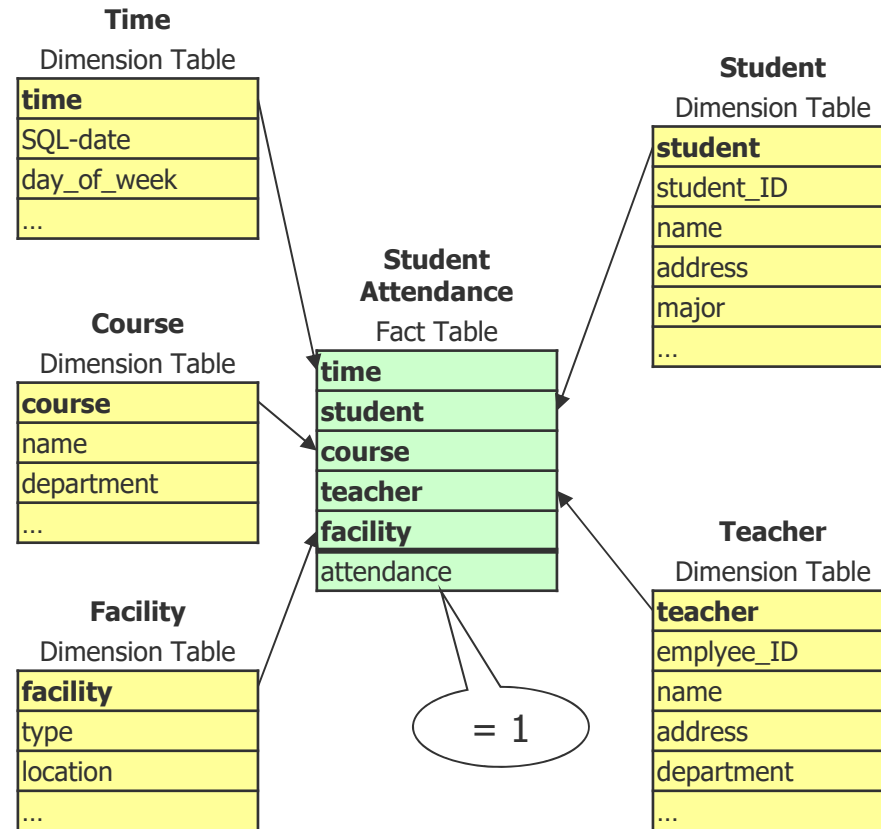 Time
Dimension Table
time
SQL-date
day_of_week
...
Course
Dimension Table
course
name
department
...
Facility
Dimension Table
facility
type
location
...
Student
Attendance
Fact Table
time
student
course
teacher
facility
attendance
= 1
Student
Dimension Table
student
student_ID
name
address
major
...
Teacher
Dimension Table
teacher
emplyee_ID
name
address
department
...